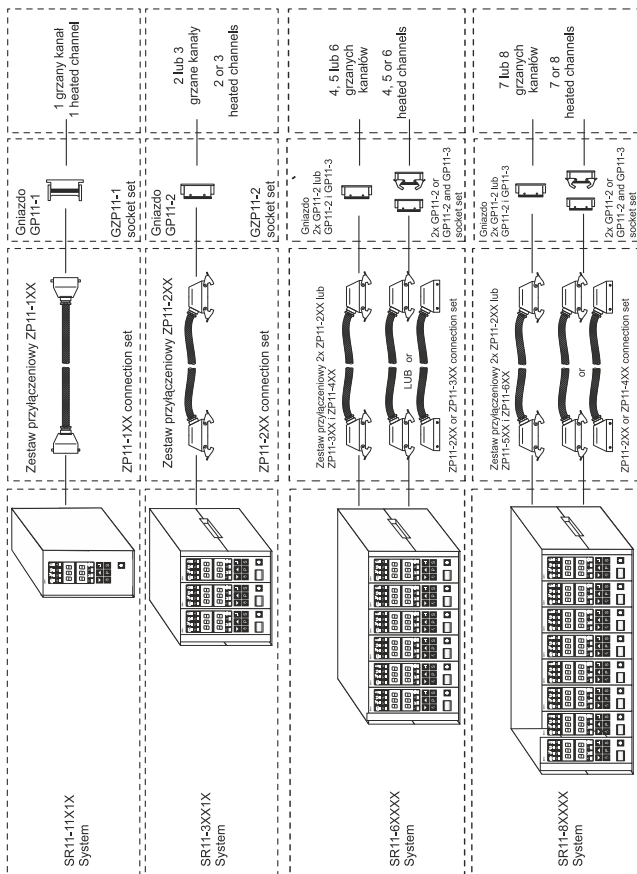 1 grzany kanał
1 heated channel
Gniazdo
GP11-1
GZP11-1
socket set
Zestaw przyłączeniowy ZP11-1XX
ZP11-1XX connection set
SR11-11X1X
System
2 lub 3
grzane kanały
2 or 3
heated channels
Gniazdo
GP11-2
GZP11-2
socket set
Zestaw przyłączeniowy ZP11-2XX
ZP11-2XX connection set
SR11-3XX1X
System
4, 5 lub 6
grzanych
kanałów
4, 5 or 6
heated channels
Gniazdo
2x GP11-2 lub
GP11-2 i GP11-3
2x GP11-2 or
GP11-2 and GP11-3
socket set
Zestaw przyłączeniowy 2x ZP11-2XX lub
ZP11-3XX i ZP11-4XX
LUB or
ZP11-2XX or ZP11-3XX connection set
SR11-6XXXX
System
7 lub 8
grzanych
kanałów
7 or 8
heated channels
Gniazdo
2x GP11-2 lub
GP11-2 i GP11-3
2x GP11-2 or
GP11-2 and GP11-3
socket set
Zestaw przyłączeniowy 2x ZP11-2XX lub
ZP11-5XX i ZP11-6XX
or
ZP11-2XX or ZP11-4XX connection set
SR11-8XXXX
System